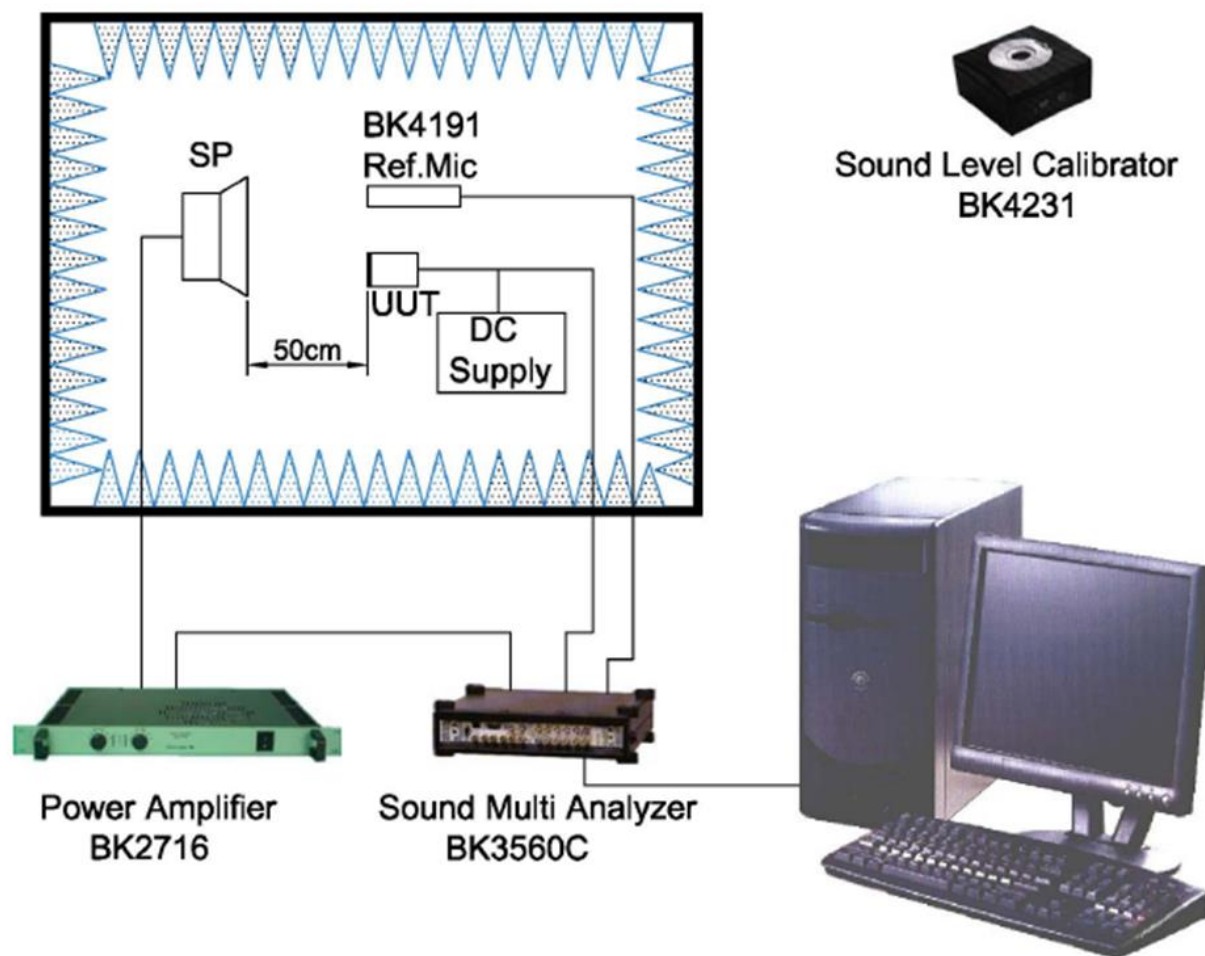 SP
BK4191
Ref.Mic
UUT
50cm
DC
Supply
Sound Level Calibrator
BK4231
Power Amplifier
BK2716
Sound Multi Analyzer
BK3560C